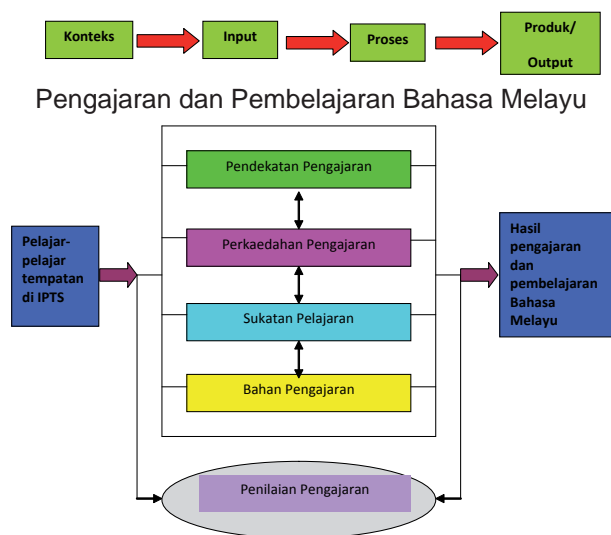 Konteks
Input
Proses
Produk/
Output
Pengajaran dan Pembelajaran Bahasa Melayu
Pelajar-
pelajar
tempatan
di IPTS
Pendekatan Pengajaran
Perkaedahan Pengajaran
Sukatan Pelajaran
Bahan Pengajaran
Hasil
pengajaran
dan
pembelajaran
Bahasa
Melayu
Penilaian Pengajaran